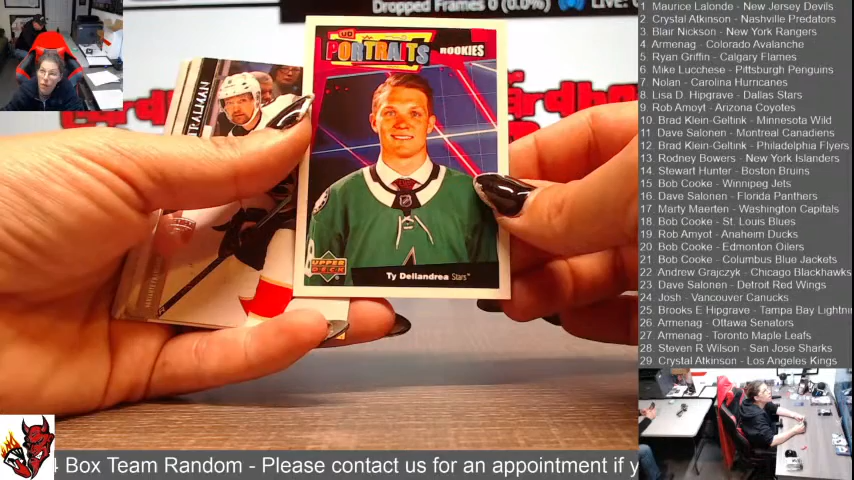 Dropped Frames 0 (0.0%)
LIVE:
1 Maurice Lalonde - New Jersey Devils
2 Crystal Atkinson - Nashville Predators
3 Blair Nickson - New York Rangers
4 Armenag - Colorado Avalanche
5 Ryan Griffin - Calgary Flames
6 Mike Lucchese - Pittsburgh Penguins
7 Nolan - Carolina Hurricanes
8 Lisa D. Hipgrave - Dallas Stars
9 Rob Amoyt - Arizona Coyotes
10 Brad Klein-Geltink - Minnesota Wild
11 Dave Salonen - Montreal Canadiens
12 Brad Klein-Geltink - Philadelphia Flyers
13 Rodney Bowers - New York Islanders
14 Stewart Hunter - Boston Bruins
15 Bob Cooke - Winnipeg Jets
16 Dave Salonen - Florida Panthers
17 Marty Maerten - Washington Capitals
18 Bob Cooke - St. Louis Blues
19 Rob Amyot - Anaheim Ducks
20 Bob Cooke - Edmonton Oilers
21 Bob Cooke - Columbus Blue Jackets
22 Andrew Grajczyk - Chicago Blackhawks
23 Dave Salonen - Detroit Red Wings
24 Josh - Vancouver Canucks
25 Brooks E Hipgrave - Tampa Bay Lightni
26 Armenag - Ottawa Senators
27 Armenag - Toronto Maple Leafs
28 Steven R Wilson - San Jose Sharks
29 Crystal Atkinson - Los Angeles Kings
UD
PORTRAITS
ROOKIES
TRALMAN
UPPER
DECK
Ty Dellandrea Stars
4 Box Team Random - Please contact us for an appointment if y